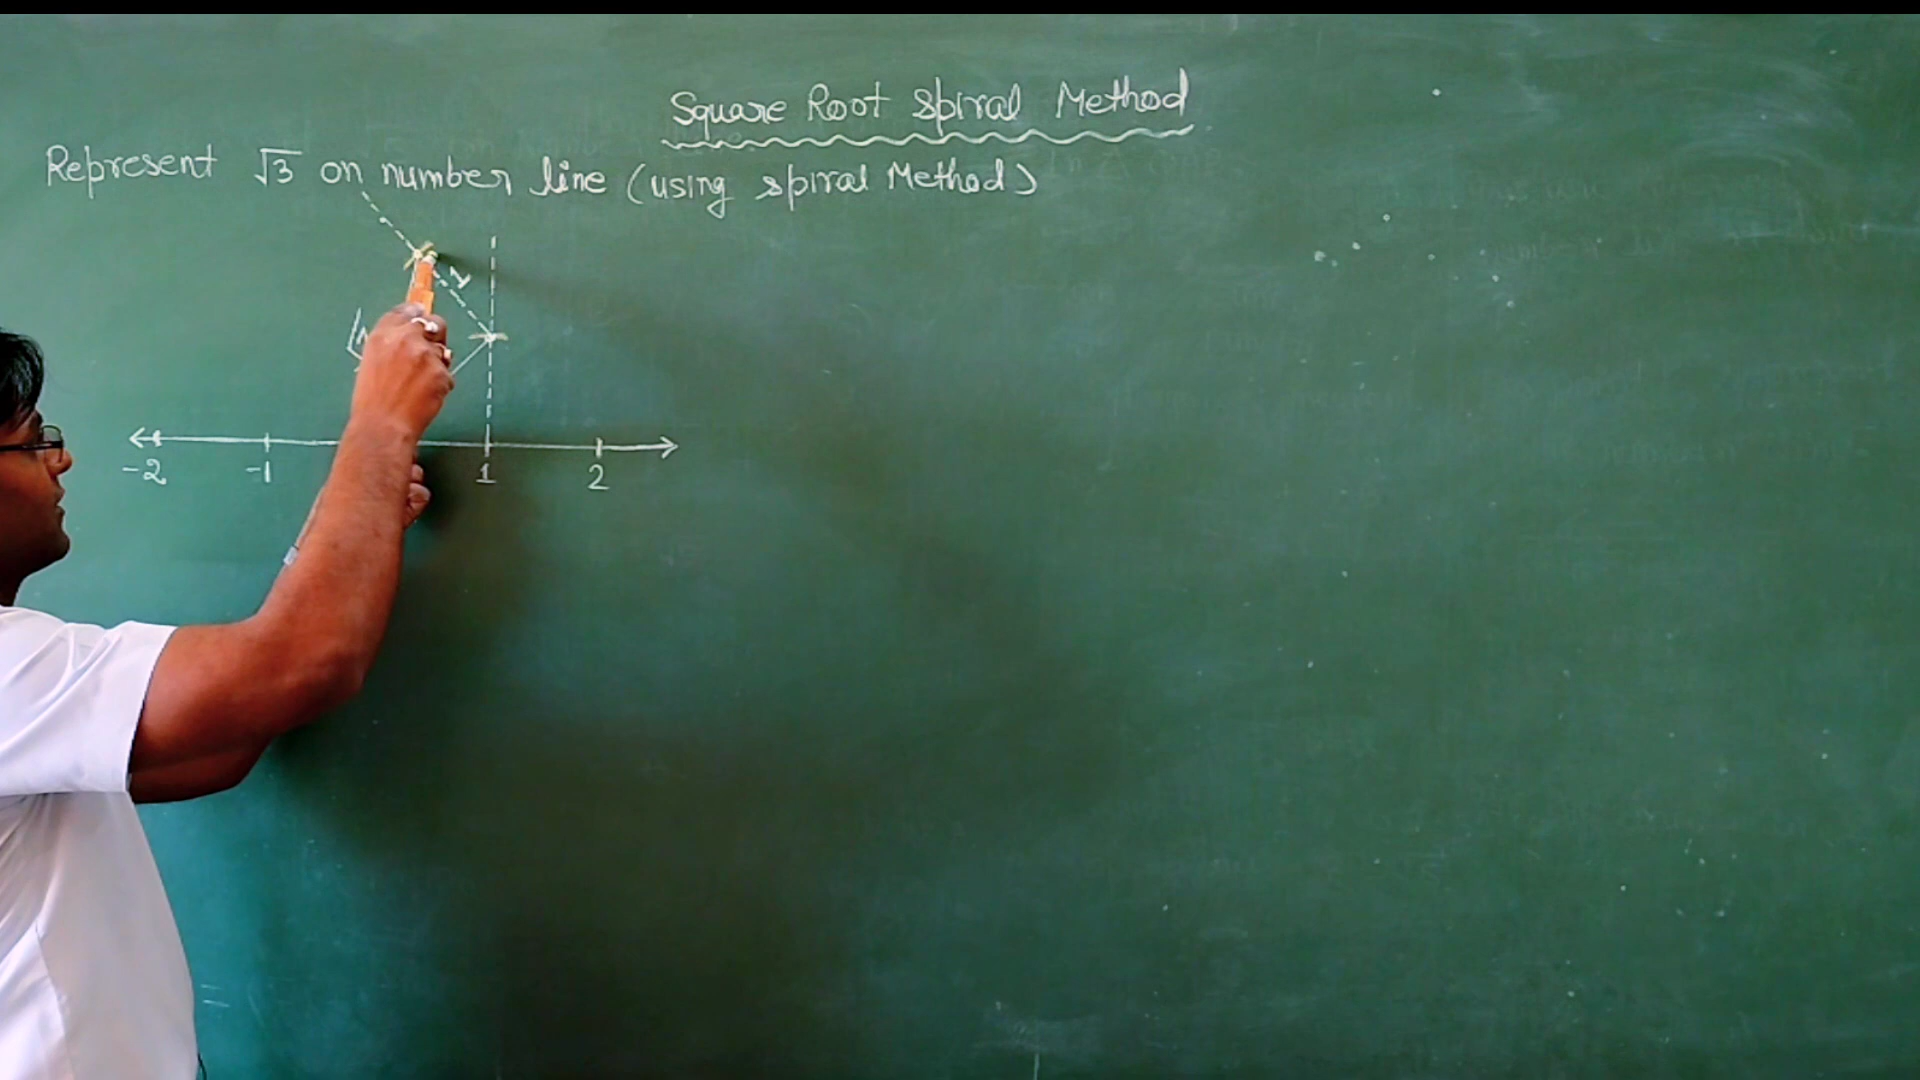 Square Root Spiral Method
Represent √3 on number line (using spiral Method)
1
-2 -1 1 2